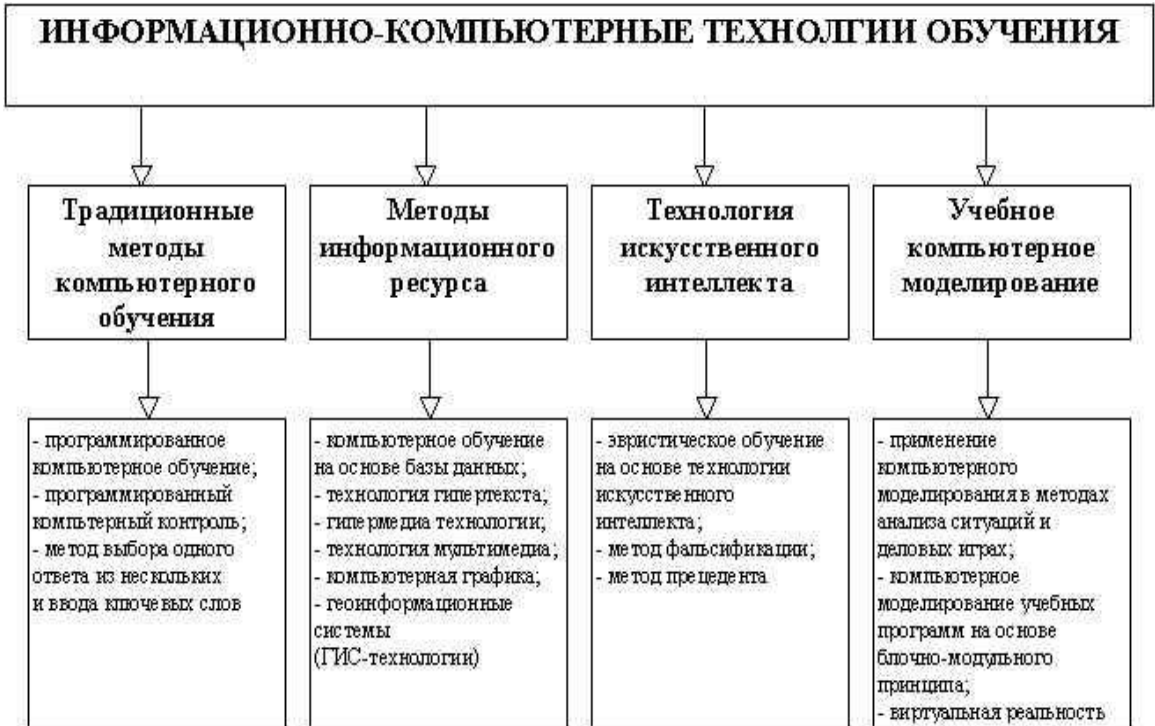 ИНФОРМАЦИОННО-КОМПЬЮТЕРНЫЕ ТЕХНОЛГИИ ОБУЧЕНИЯ
Традиционные
методы
компьютерного
обучения
Методы
информационного
ресурса
Технология
искусственного
интеллекта
Учебное
компьютерное
моделирование
- программированное
компьютерное обучение;
- программированный
компьтерный контроль;
- метод выбора одного
ответа из нескольких
и ввода ключевых слов
- компьютерное обучение
на основе базы данных;
- технология гипертекста;
- гипермедиа технологии;
- технология мультимедиа;
- компьютерная графика;
- геоинформационные
системы
(ГИС-технологии)
- эвристическое обучение
на основе технологии
искусственного
интеллекта;
- метод фальсификации;
- метод прецедента
- применение
компьютерного
моделирования в методах
анализа ситуаций и
деловых играх;
- компьютерное
моделирование учебных
программ на основе
блочно-модульного
принципа;
- виртуальная реальность